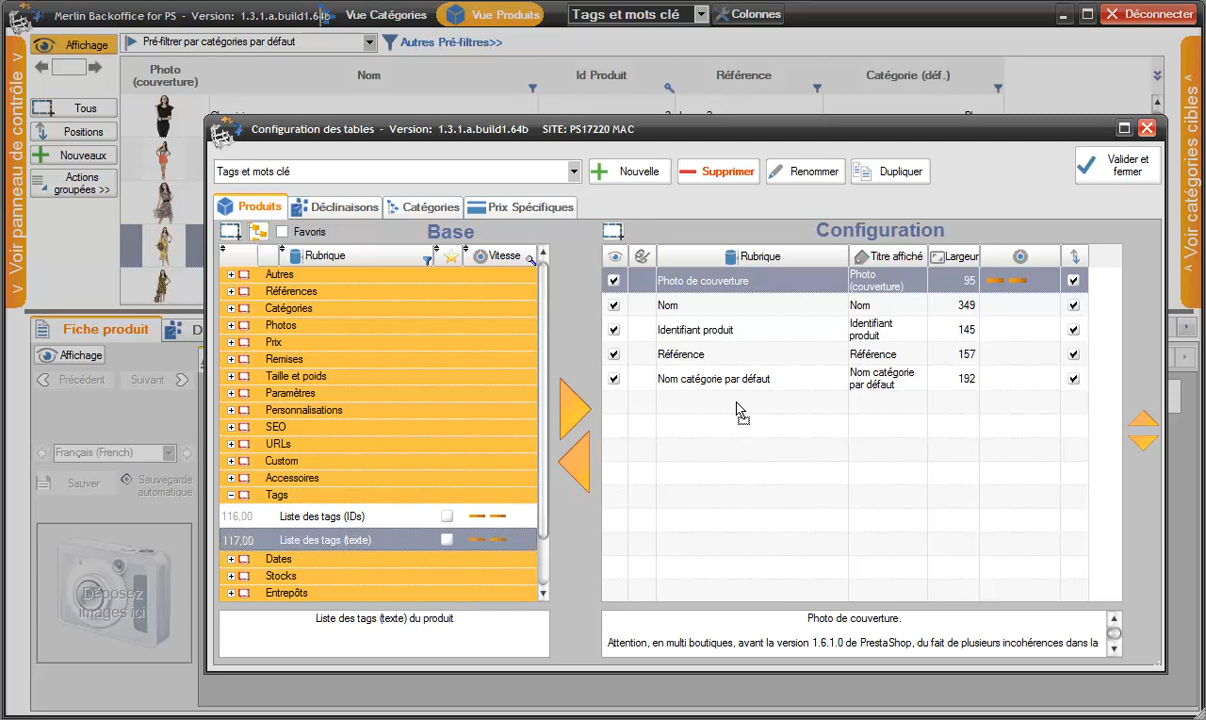 Merlin Backoffice for PS - Version: 1.3.1.a.build1.64b
Vue Catégories
Vue Produits
Tags et mots clé
Colonnes
Déconnecter
Voir panneau de contrôle >
Affichage
Pré-filtrer par catégories par défaut
Autres Pré-filtres>>
Voir catégories cibles >
Photo
(couverture)
Nom
Id Produit
Référence
Catégorie (déf.)
Tous
Positions
Nouveaux
Actions
groupées >>
Configuration des tables - Version: 1.3.1.a.build1.64b SITE: PS17220 MAC
Tags et mots clé
Nouvelle
Supprimer
Renommer
Dupliquer
Valider et
fermer
Produits
Déclinaisons
Catégories
Prix Spécifiques
Favoris
Base
Configuration
Rubrique
Vitesse
Rubrique
Titre affiché
Largeur
Autres
Références
Catégories
Photos
Prix
Remises
Taille et poids
Paramètres
Personnalisations
SEO
URLs
Custom
Accessoires
Tags
116,00 Liste des tags (IDs)
117,00 Liste des tags (texte)
Dates
Stocks
Entrepôts
Photo de couverture
Photo
(couverture)
95
Nom Nom 349
Identifiant produit
Identifiant
produit
145
Référence Référence 157
Nom catégorie par défaut
Nom catégorie
par défaut
192
Liste des tags (texte) du produit
Photo de couverture.
Attention, en multi boutiques, avant la version 1.6.1.0 de PrestaShop, du fait de plusieurs incohérences dans la
Fiche produit
D
Affichage
Précédent
Suivant
Français (French)
Sauver
Sauvegarde
automatique
Déposez
images ici